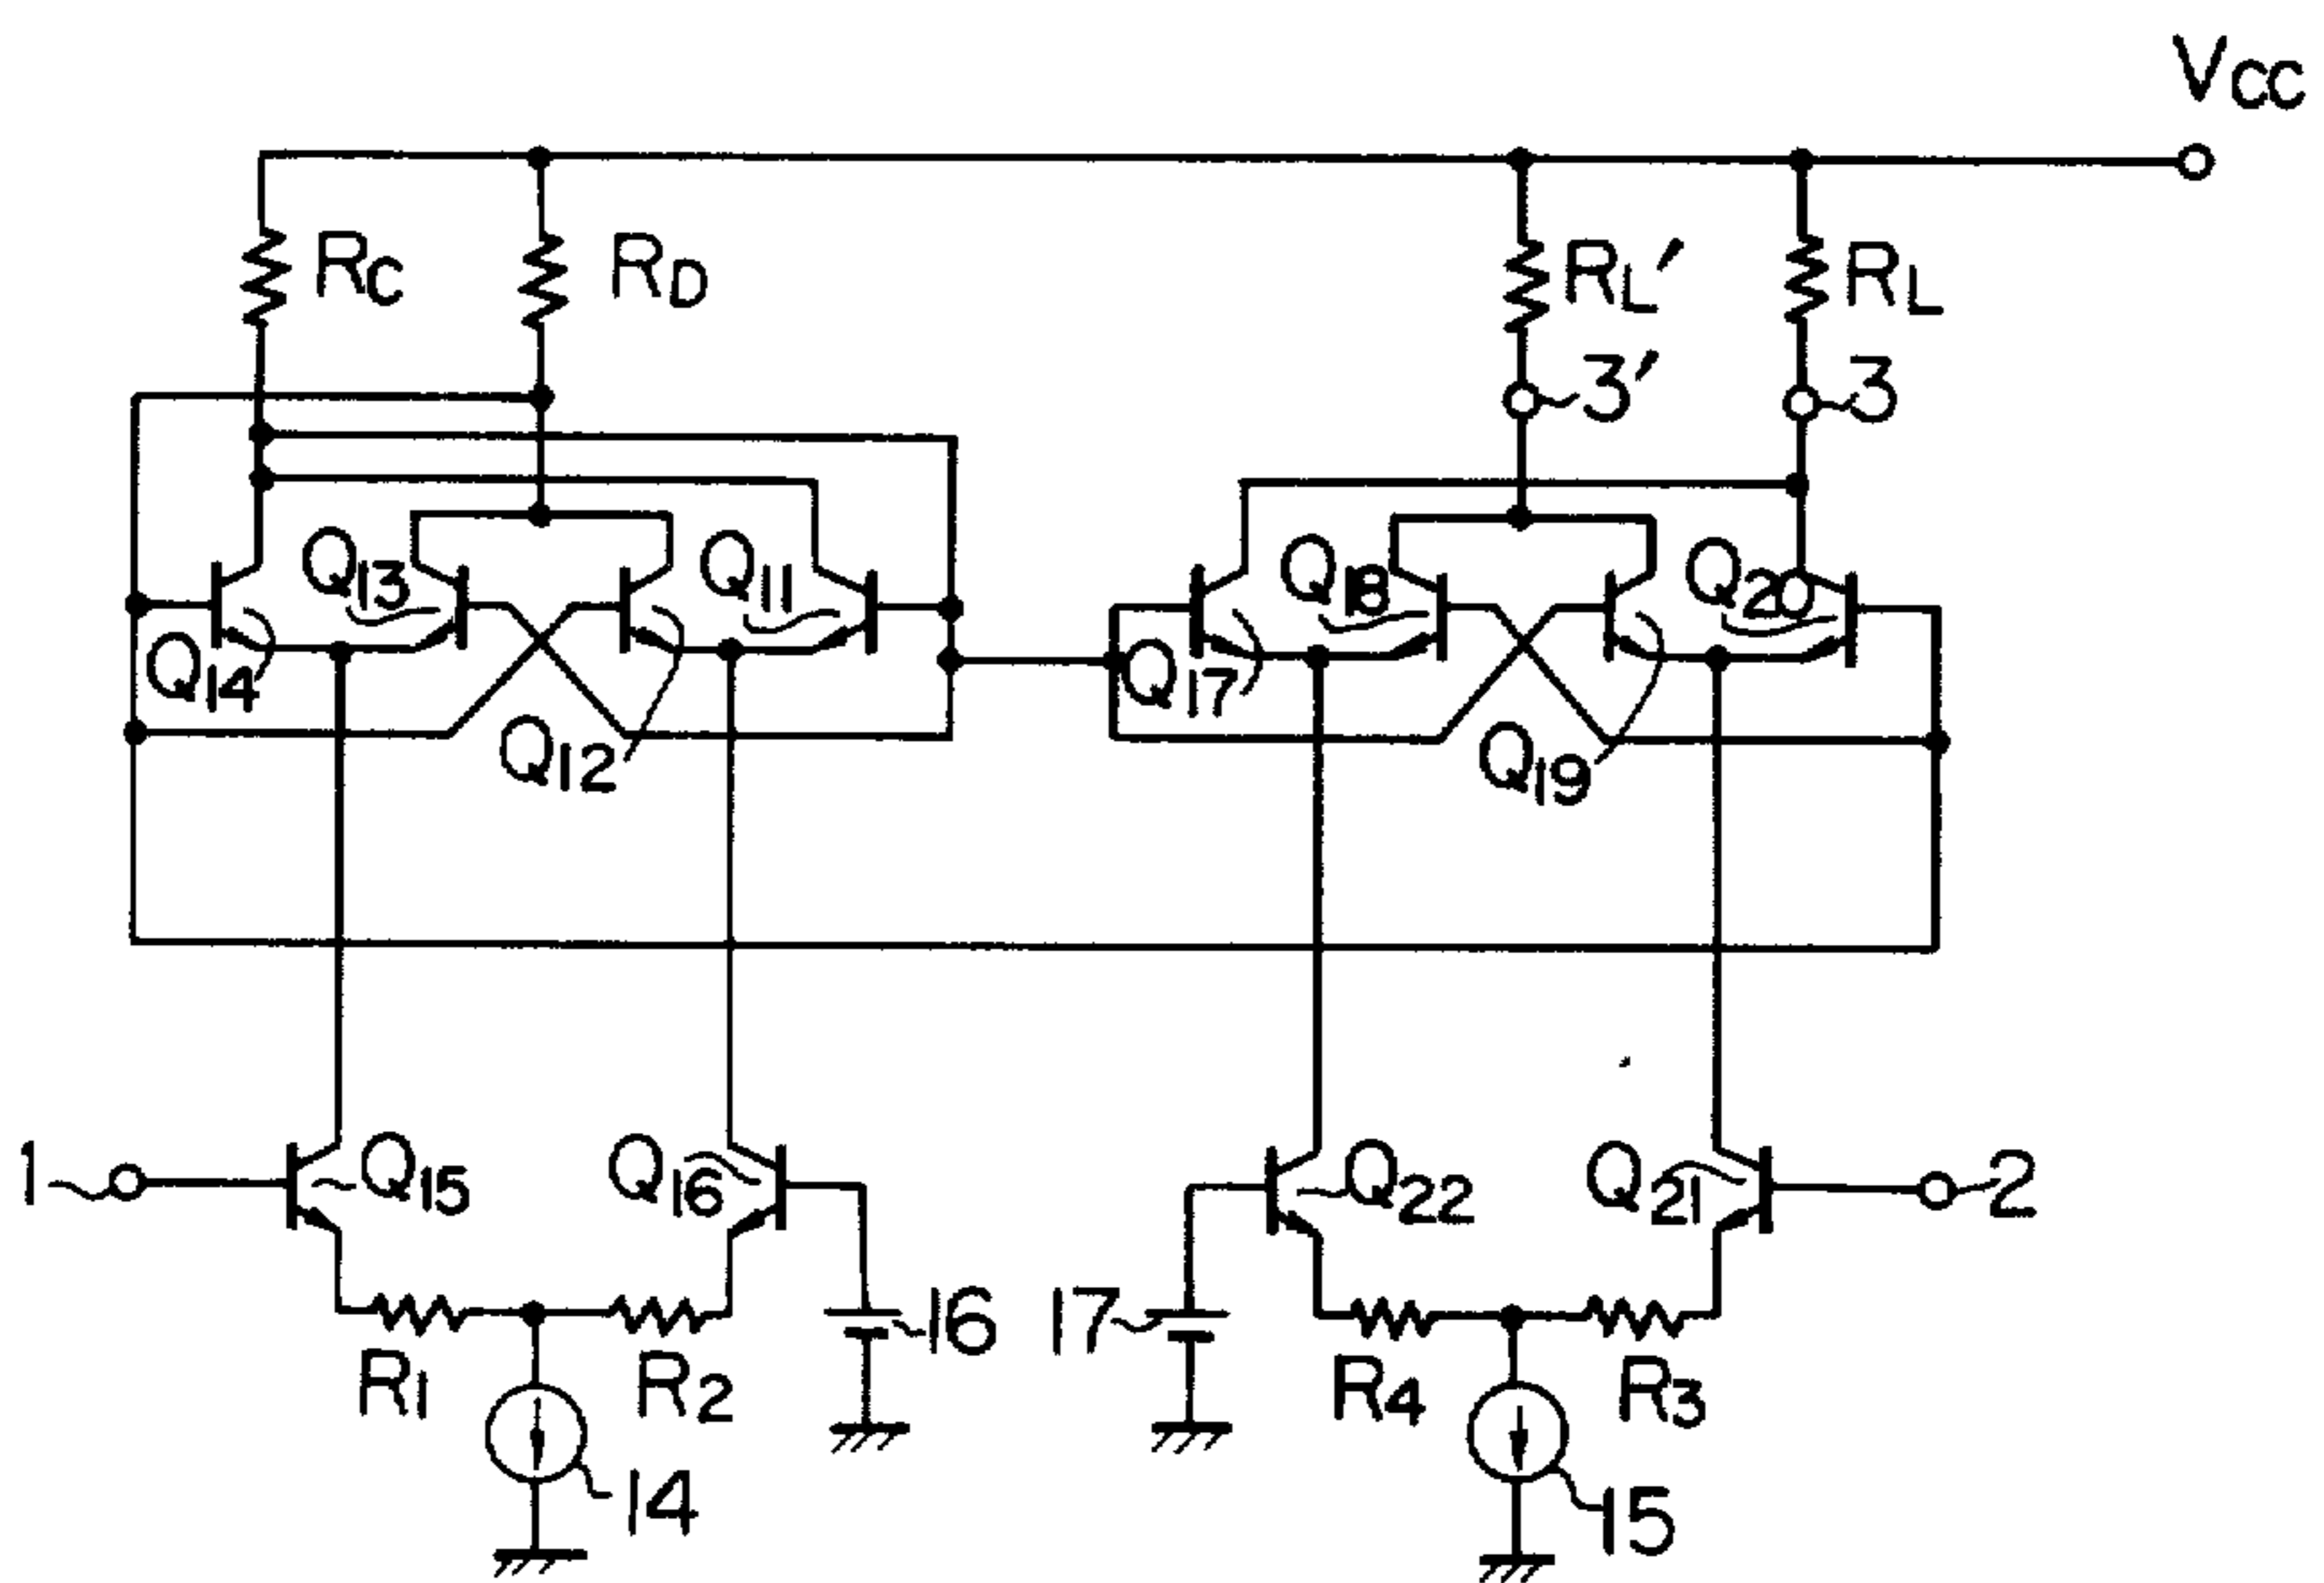 Vcc
RC RD RL′ RL
3′ 3
Q13 Q11 Q18 Q20
Q14 Q17
Q12 Q19
1 Q15 Q16 Q22 Q21 2
16 17
R1 R2 R4 R3
14 15